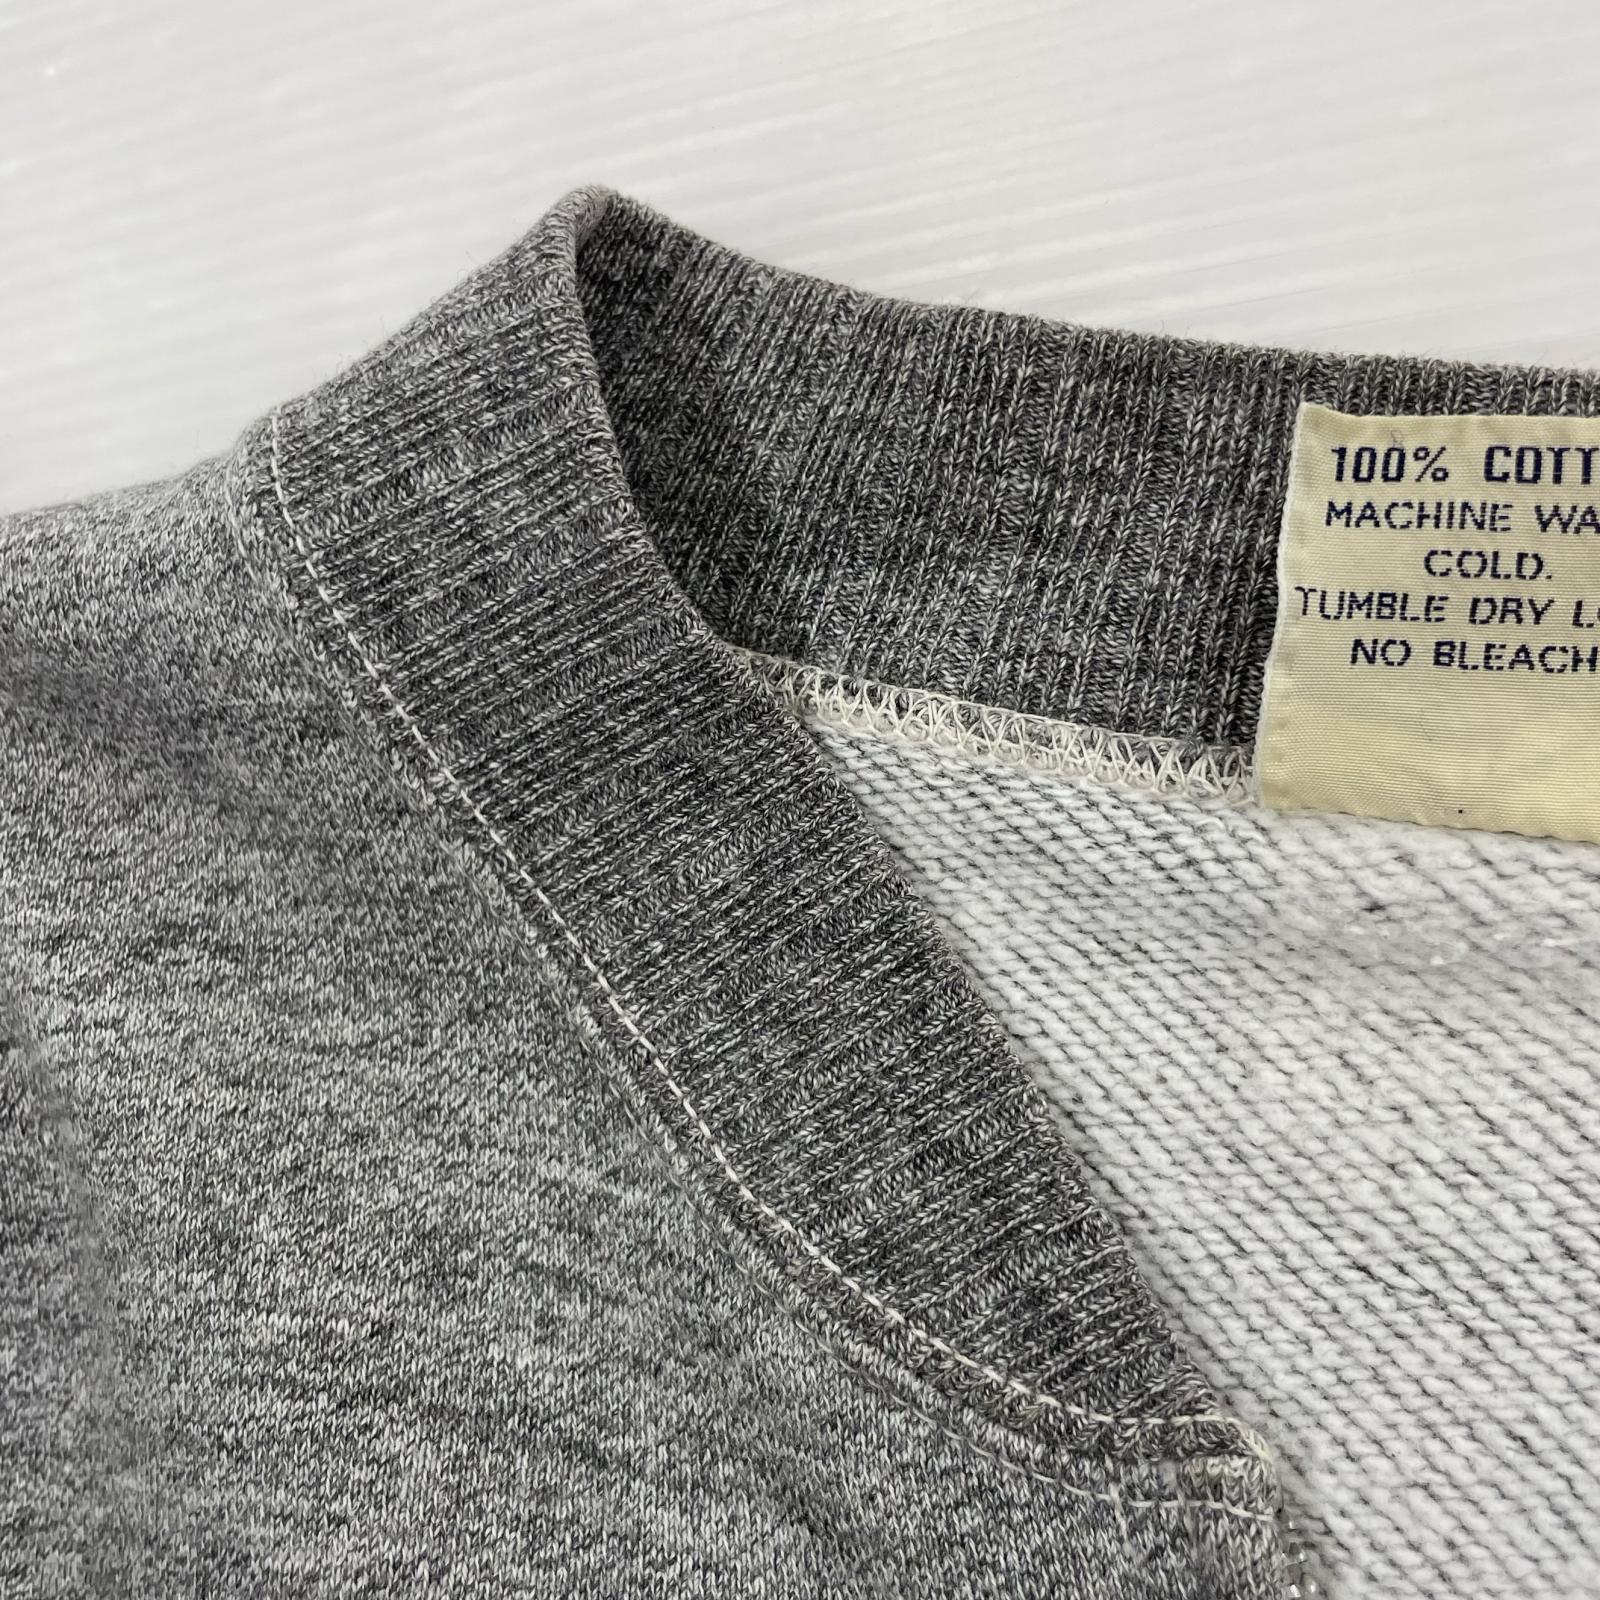 100% COTT
MACHINE WA
COLD.
TUMBLE DRY L
NO BLEACH